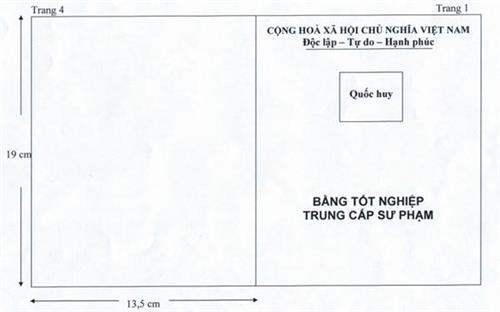 Trang 4
Trang 1
CỘNG HOÀ XÃ HỘI CHỦ NGHĨA VIỆT NAM
Độc lập – Tự do – Hạnh phúc
Quốc huy
19 cm
BẰNG TỐT NGHIỆP
TRUNG CẤP SƯ PHẠM
13,5 cm